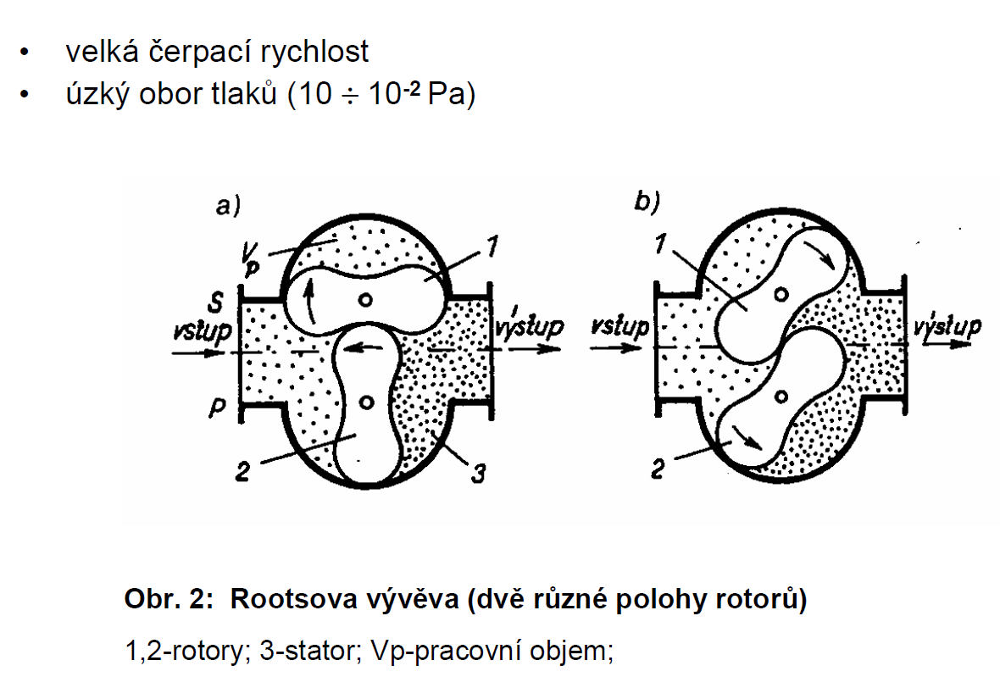 • velká čerpací rychlost
• úzký obor tlaků (10 ÷ 10⁻² Pa)
a)
b)
Vp
1
1
S
vstup
výstup
vstup
výstup
P
2
3
2
Obr. 2: Rootsova vývěva (dvě různé polohy rotorů)
1,2-rotory; 3-stator; Vp-pracovní objem;